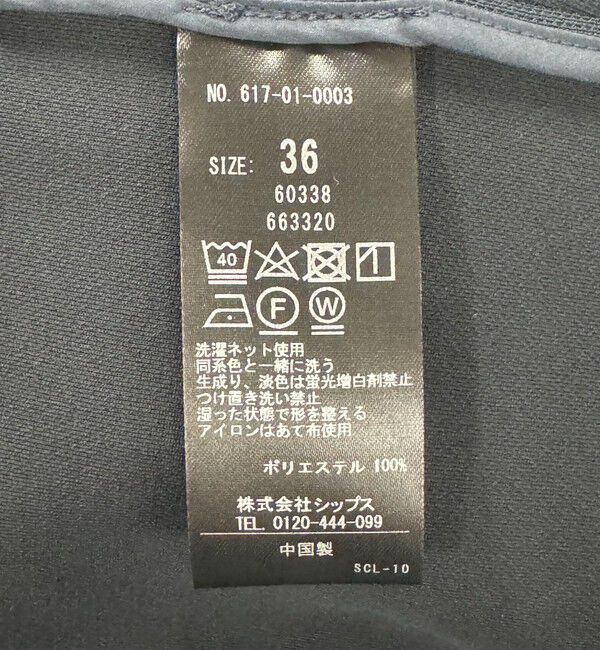 NO. 617-01-0003
SIZE: 36
60338
663320
40
F W
洗濯ネット使用
同系色と一緒に洗う
生成り、淡色は蛍光増白剤禁止
つけ置き洗い禁止
湿った状態で形を整える
アイロンはあて布使用
ポリエステル 100%
株式会社シップス
TEL. 0120-444-099
中国製
SCL-10